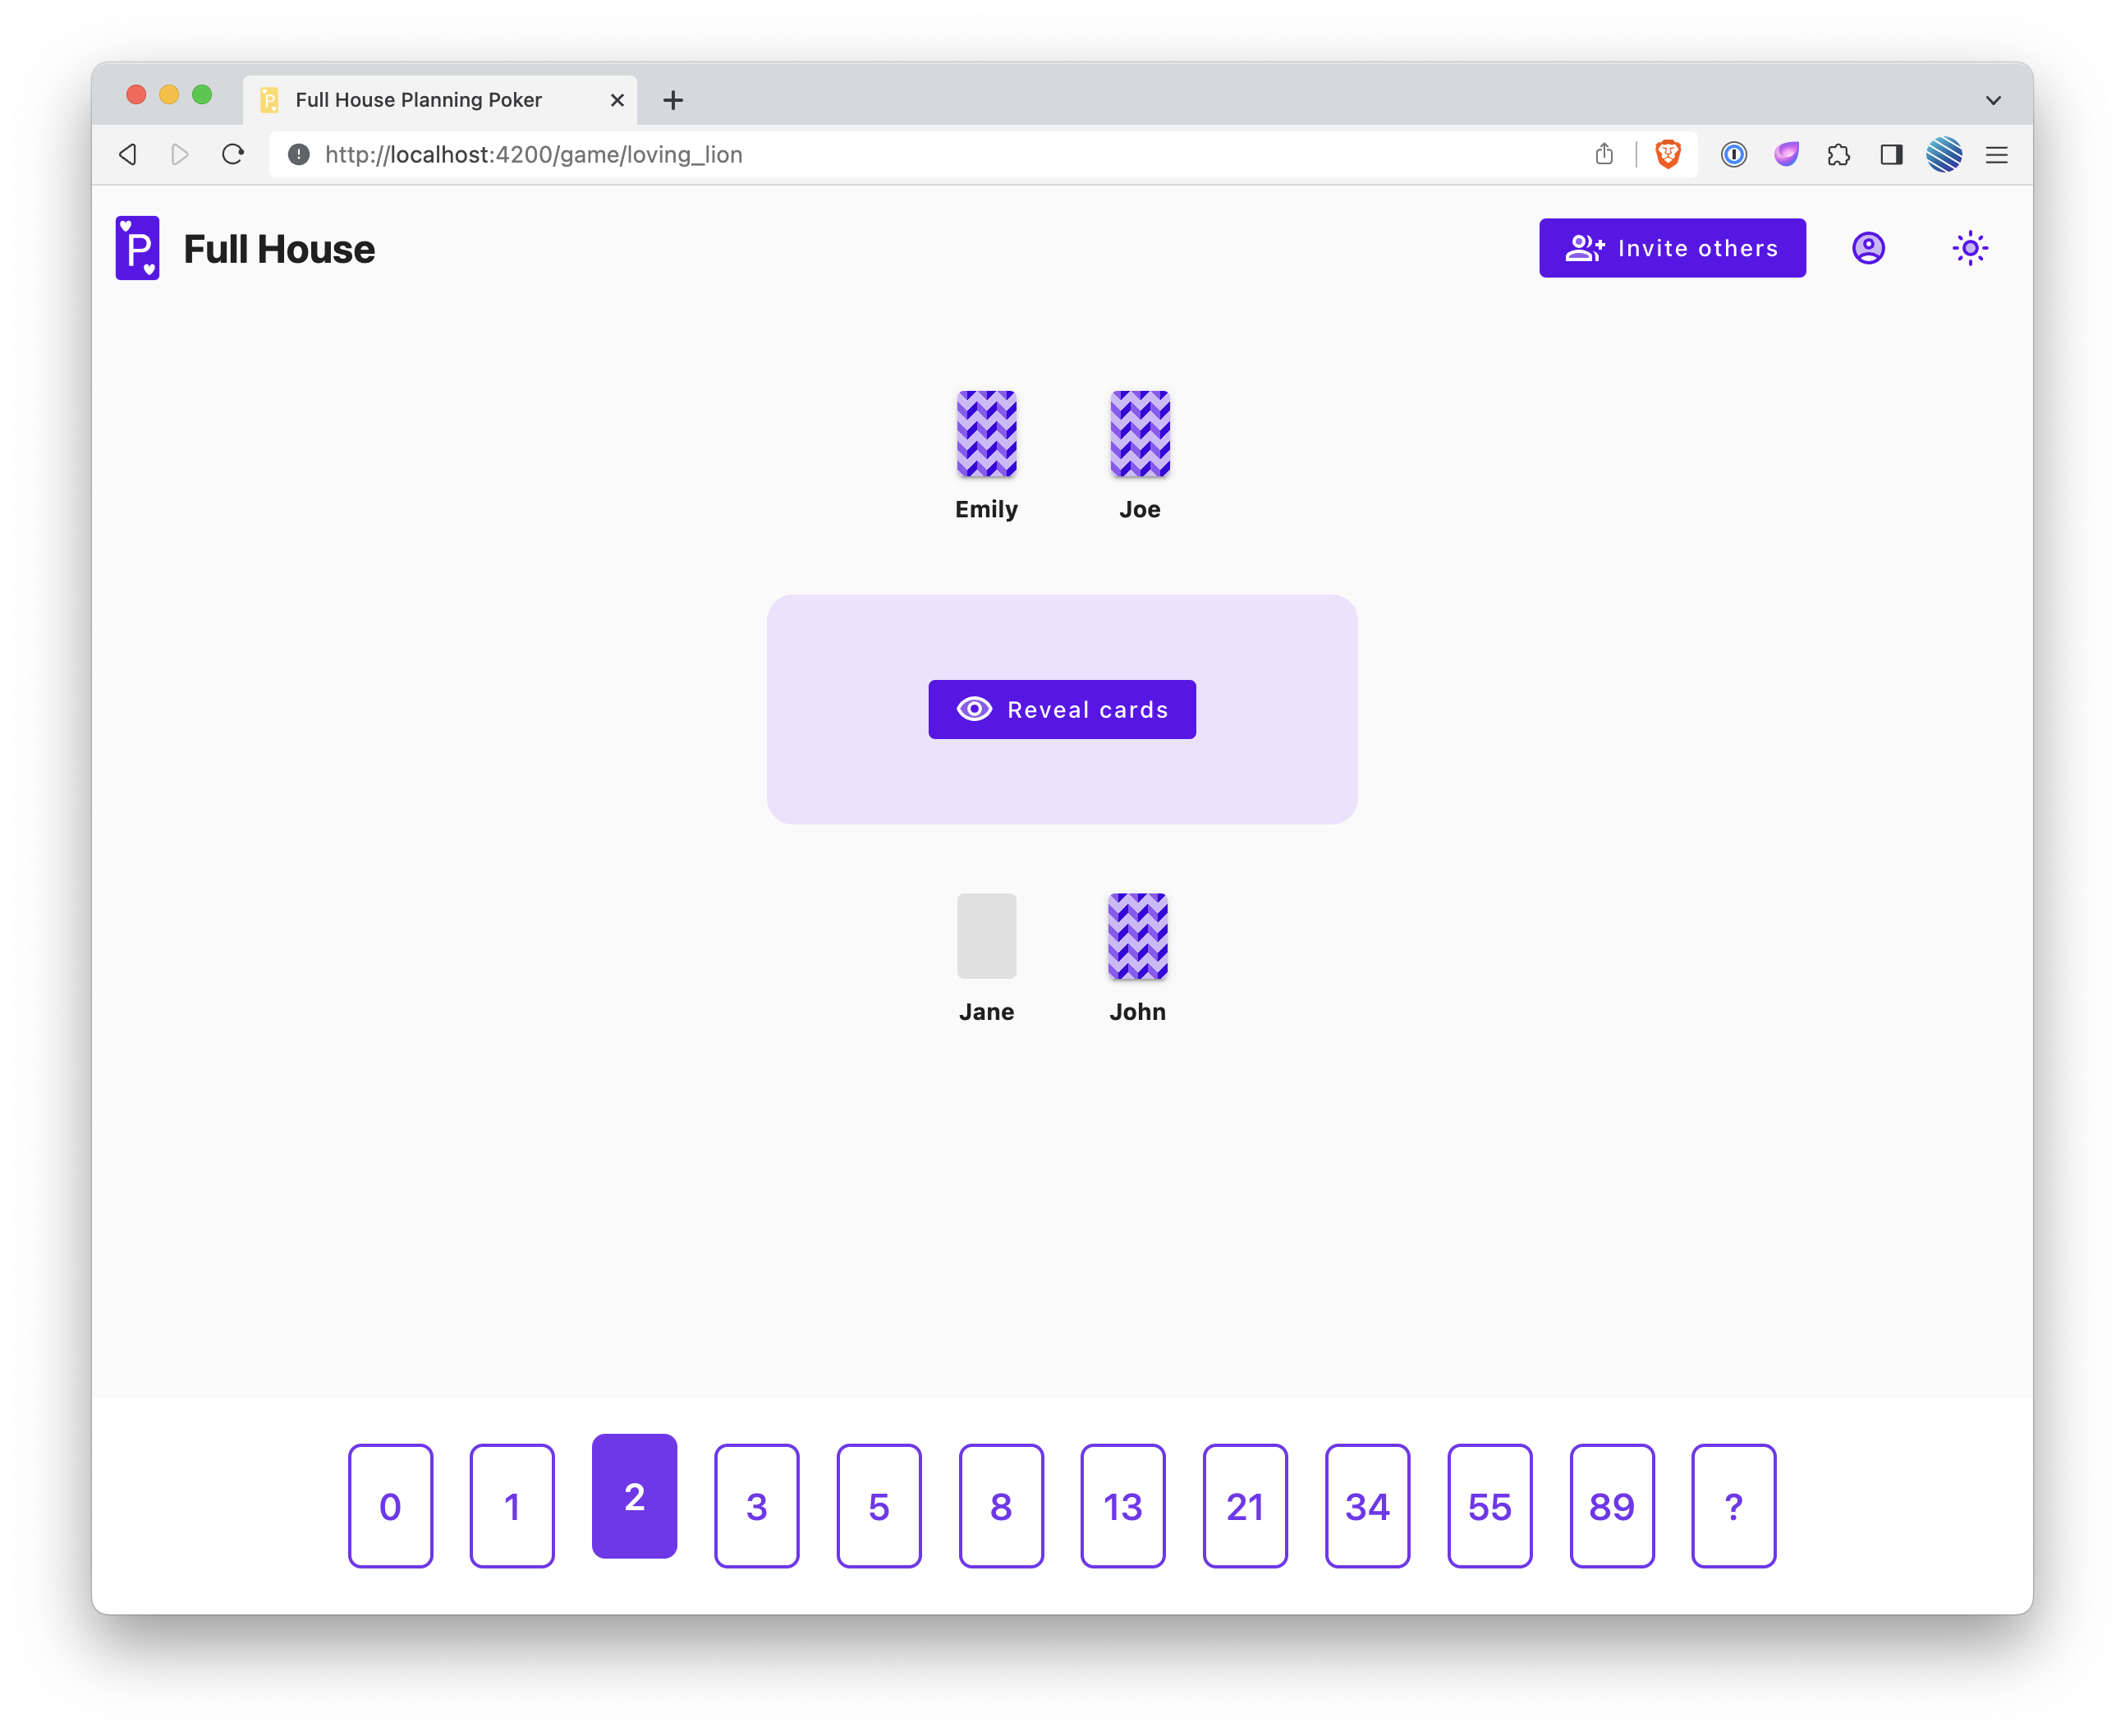 Full House Planning Poker
http://localhost:4200/game/loving_lion
P
Full House
Invite others
Emily
Joe
Reveal cards
Jane
John
0
1
2
3
5
8
13
21
34
55
89
?